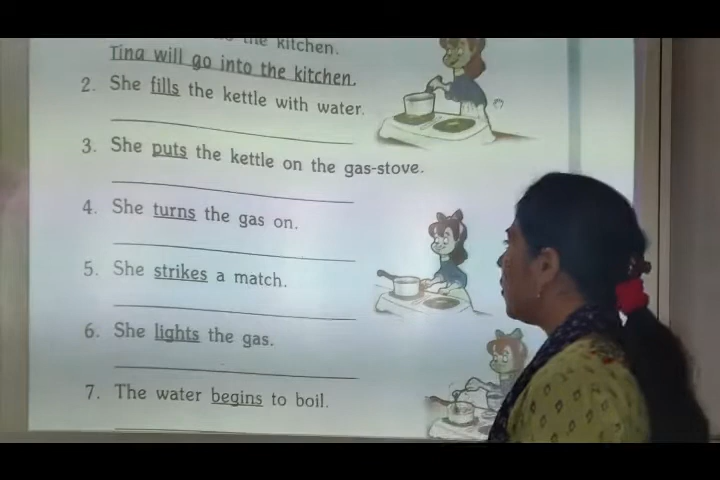 the kitchen.
Tina will go into the kitchen.
2. She fills the kettle with water.
3. She puts the kettle on the gas-stove.
4. She turns the gas on.
5. She strikes a match.
6. She lights the gas.
7. The water begins to boil.